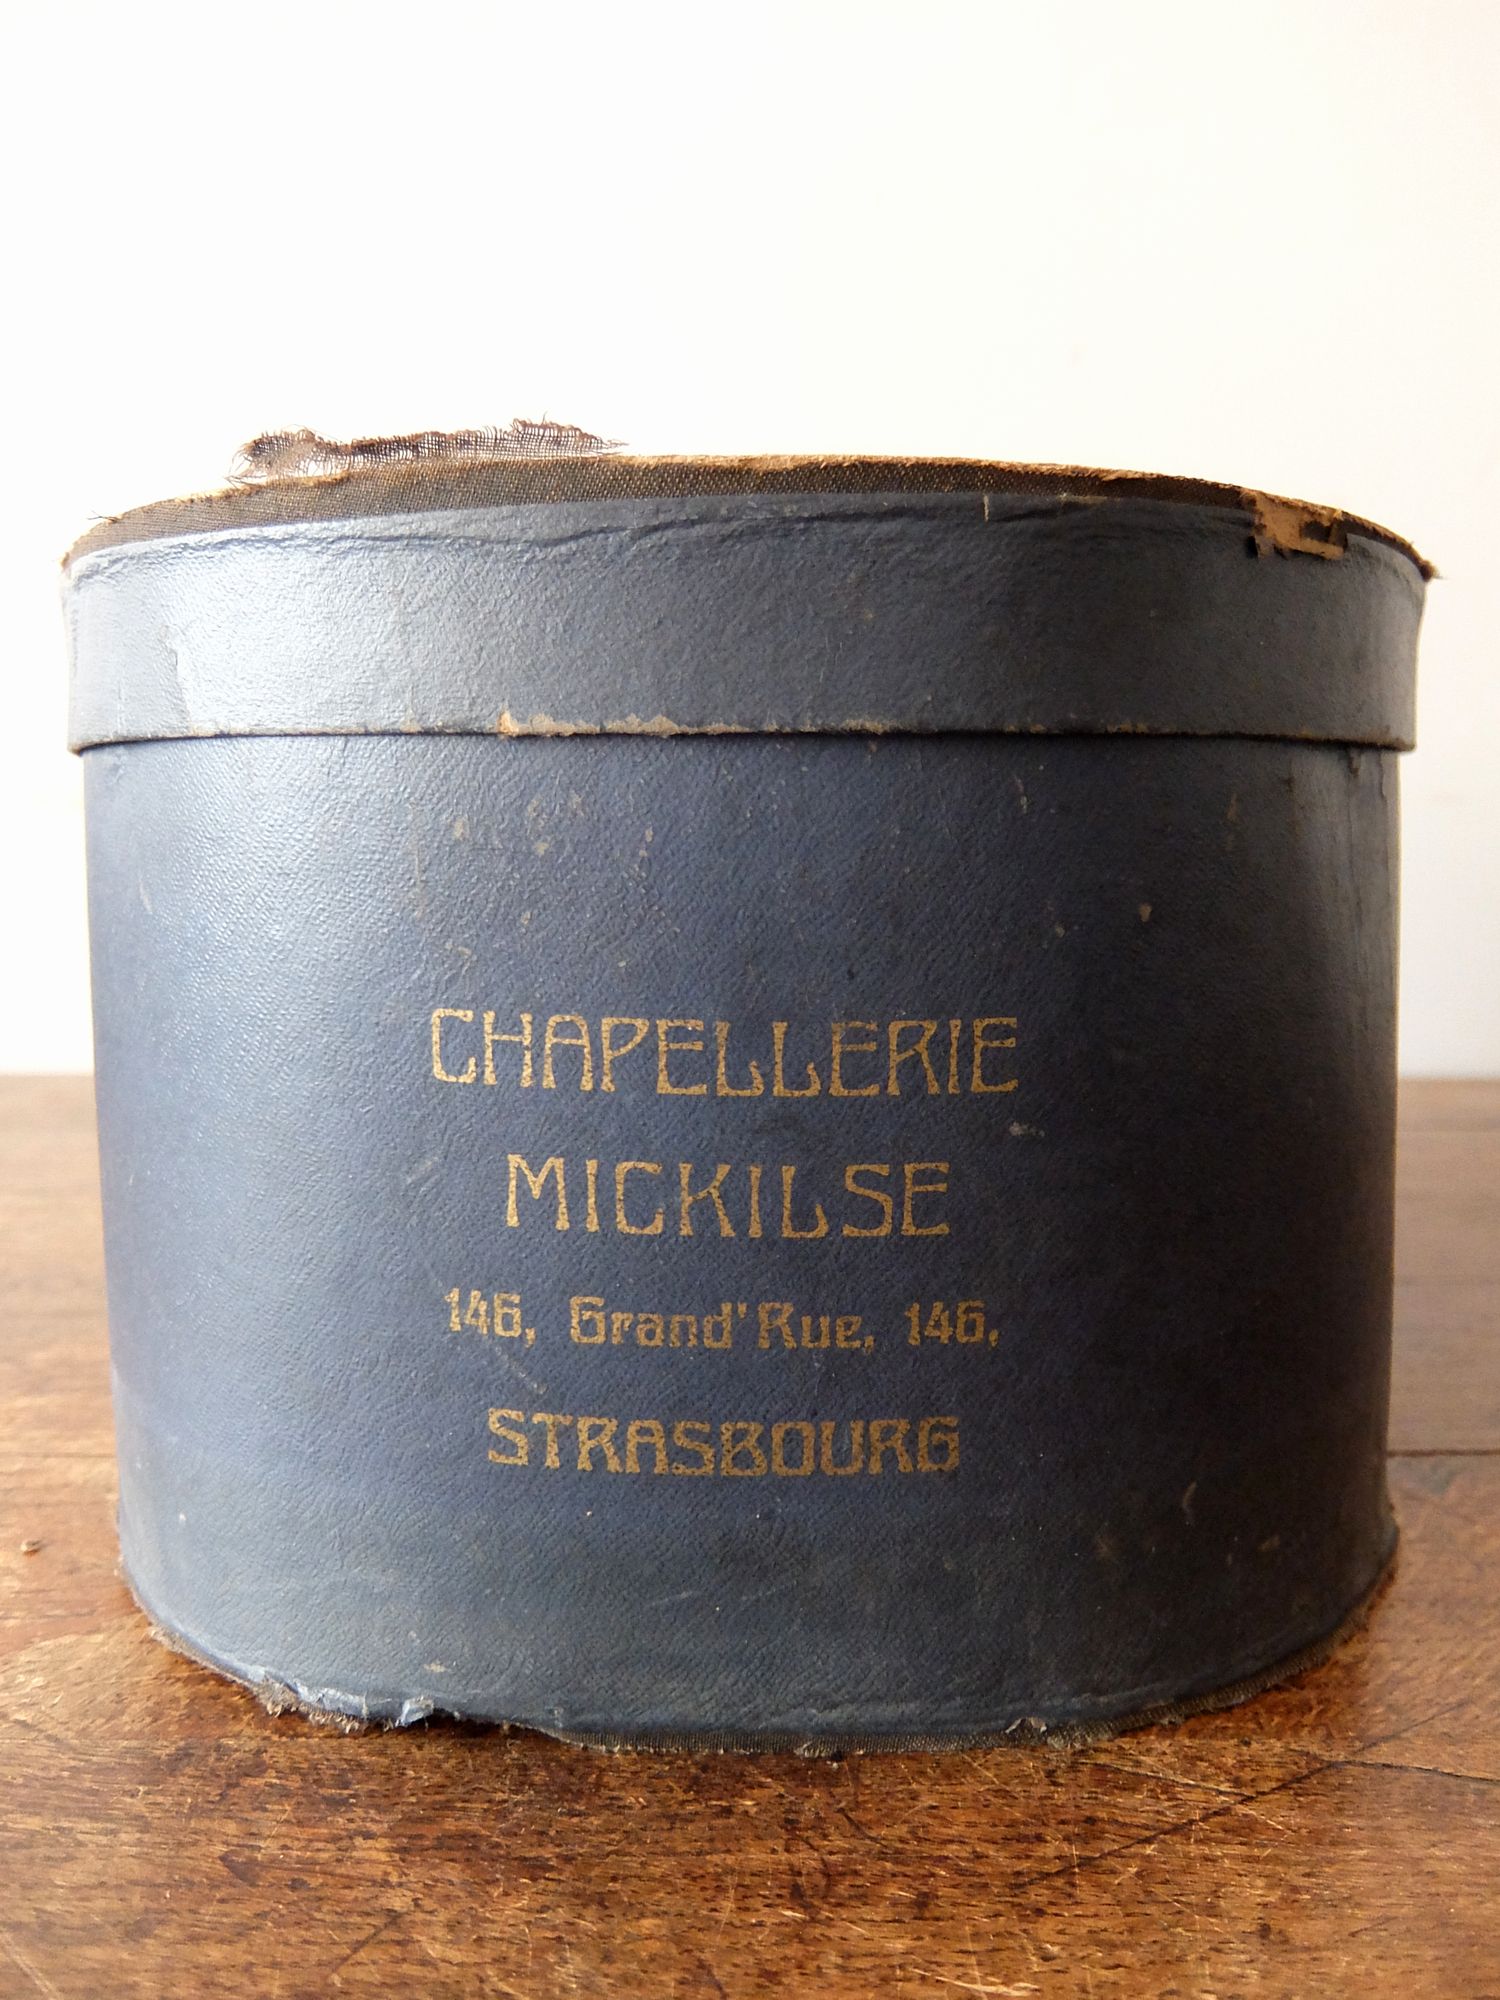 CHAPELLERIE
MICKILSE
146, Grand'Rue, 146,
STRASBOURG